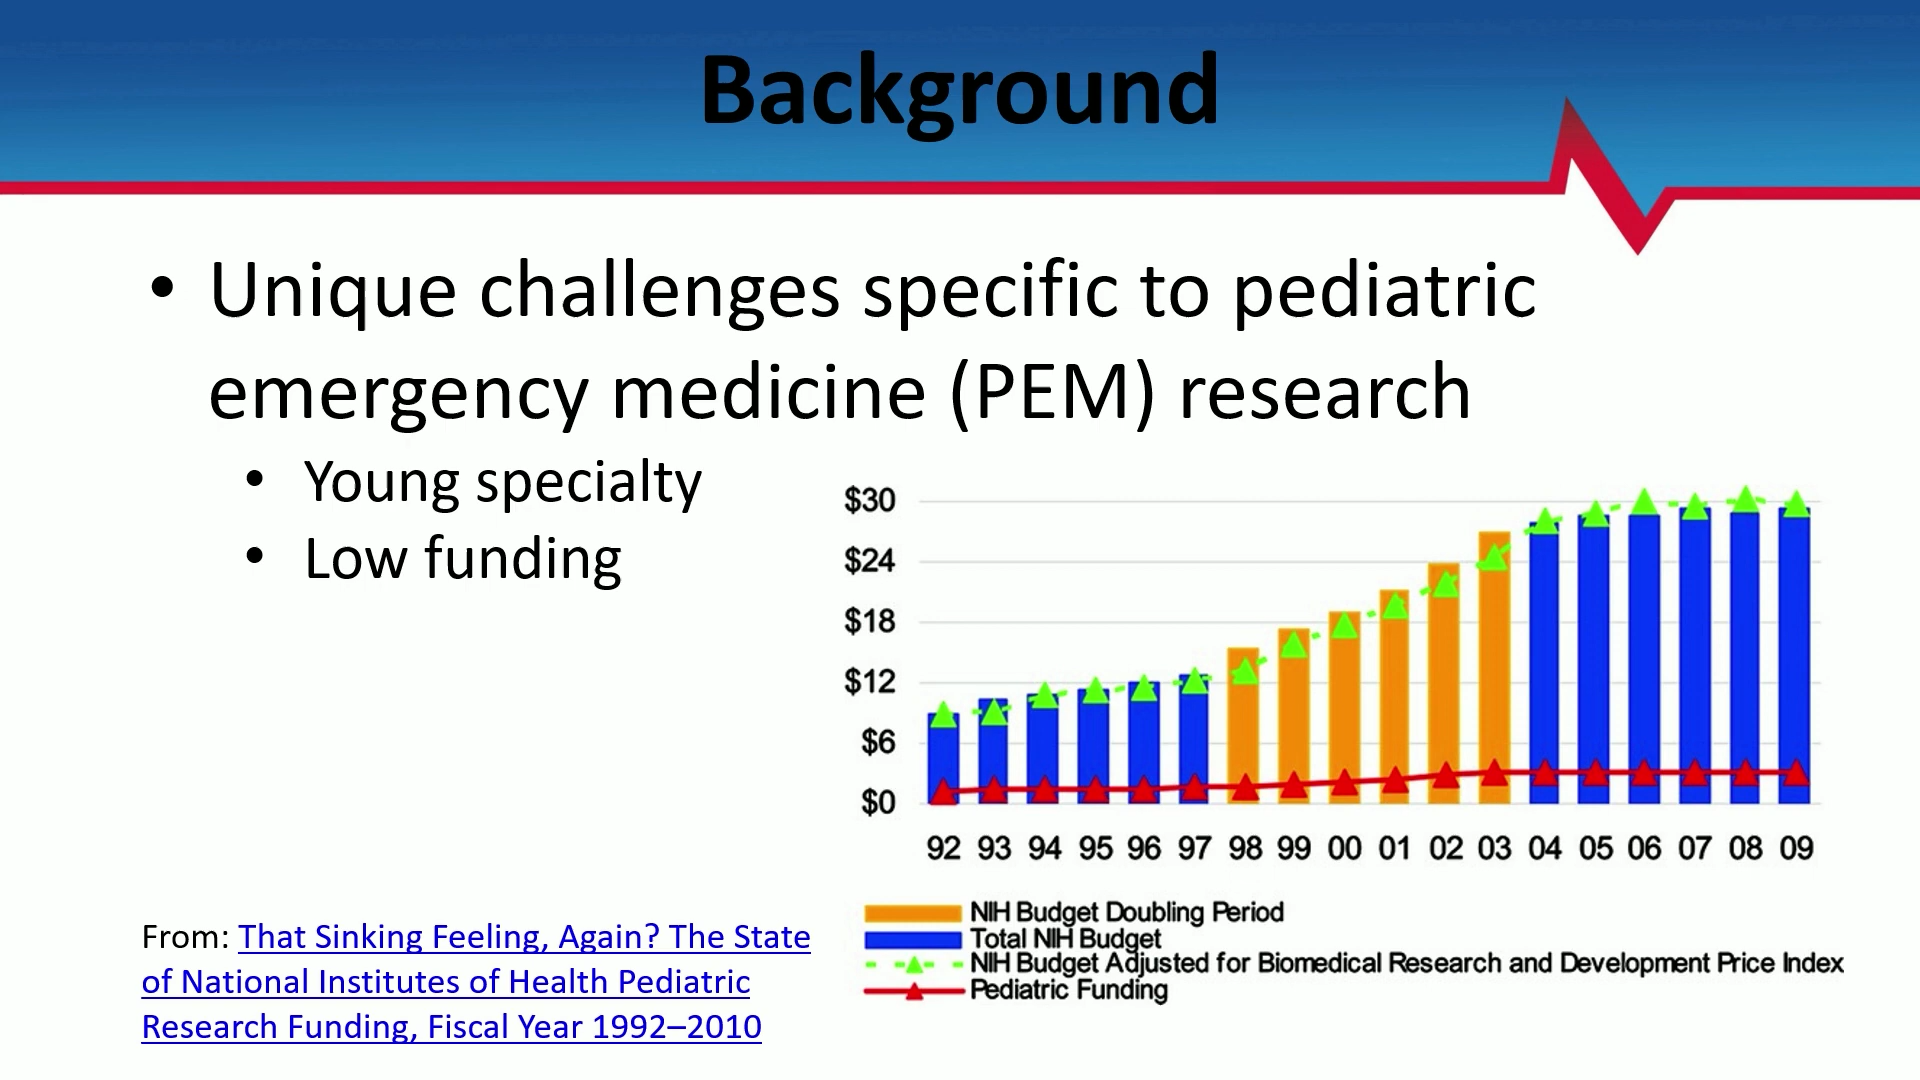 Background
• Unique challenges specific to pediatric
emergency medicine (PEM) research
• Young specialty
• Low funding
$30
$24
$18
$12
$6
$0
92 93 94 95 96 97 98 99 00 01 02 03 04 05 06 07 08 09
NIH Budget Doubling Period
Total NIH Budget
NIH Budget Adjusted for Biomedical Research and Development Price Index
Pediatric Funding
From: That Sinking Feeling, Again? The State
of National Institutes of Health Pediatric
Research Funding, Fiscal Year 1992–2010